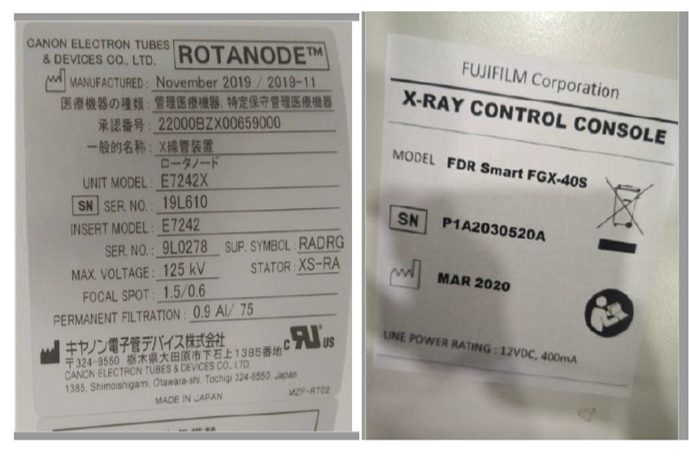 CANON ELECTRON TUBES
& DEVICES CO., LTD.
ROTANODE™
MANUFACTURED : November 2019 / 2019-11
医療機器の種類 : 管理医療機器、特定保守管理医療機器
承認番号 : 22000BZX00659000
一般的名称 : X線管装置
ロータノード
UNIT MODEL : E7242X
SN SER. NO. : 19L610
INSERT MODEL : E7242
SER. NO. : 9L0278 SUP. SYMBOL : RADRG
MAX. VOLTAGE : 125 kV STATOR : XS-RA
FOCAL SPOT : 1.5/0.6
PERMANENT FILTRATION : 0.9 Al/ 75
キヤノン電子管デバイス株式会社
〒324-8550 栃木県大田原市下石上1385番地
CANON ELECTRON TUBES & DEVICES CO., LTD.
1385, Shimoishigami, Otawara-shi, Tochigi 324-8550, Japan
MADE IN JAPAN
MZF-RT02
C RU US
FUJIFILM Corporation
X-RAY CONTROL CONSOLE
MODEL FDR Smart FGX-40S
SN P1A2030520A
MAR 2020
LINE POWER RATING : 12VDC, 400mA